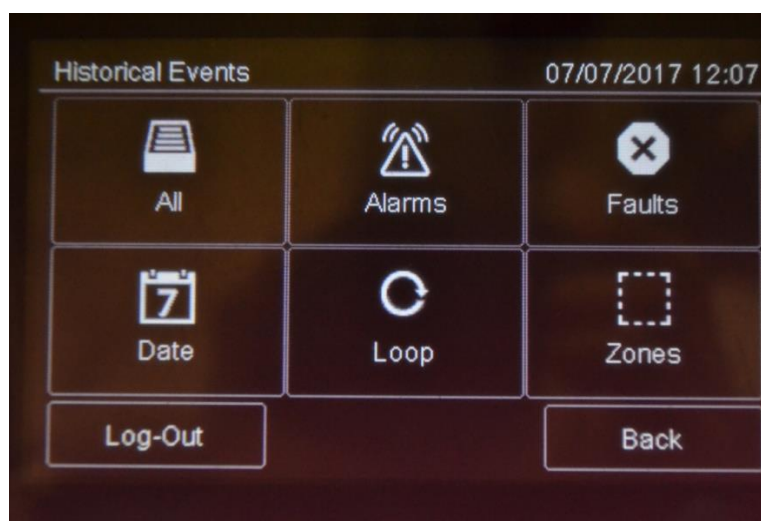 Historical Events 07/07/2017 12:07
All Alarms Faults
7
Date Loop Zones
Log-Out Back